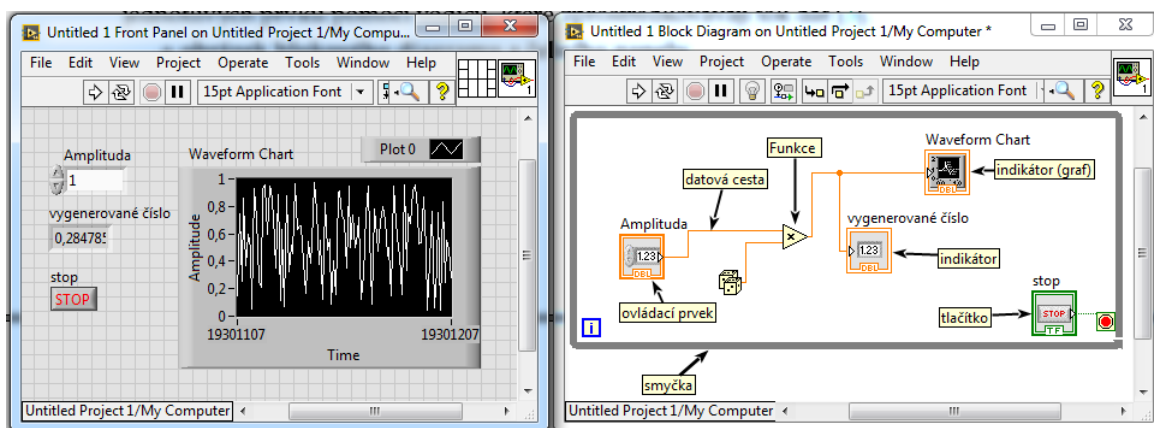 Untitled 1 Front Panel on Untitled Project 1/My Compu...
File Edit View Project Operate Tools Window Help
15pt Application Font
1
Amplituda
1
vygenerované číslo
0,28478
stop
STOP
Waveform Chart
Plot 0
Amplitude
1
0,8
0,6
0,4
0,2
0
19301107
19301207
Time
Untitled Project 1/My Computer
Untitled 1 Block Diagram on Untitled Project 1/My Computer *
File Edit View Project Operate Tools Window Help
15pt Application Font
1
Waveform Chart
Funkce
datová cesta
DBL
indikátor (graf)
Amplituda
vygenerované číslo
1.23
DBL
1.23
DBL
indikátor
ovládací prvek
stop
tlačítko
STOP
TF
i
smyčka
Untitled Project 1/My Computer